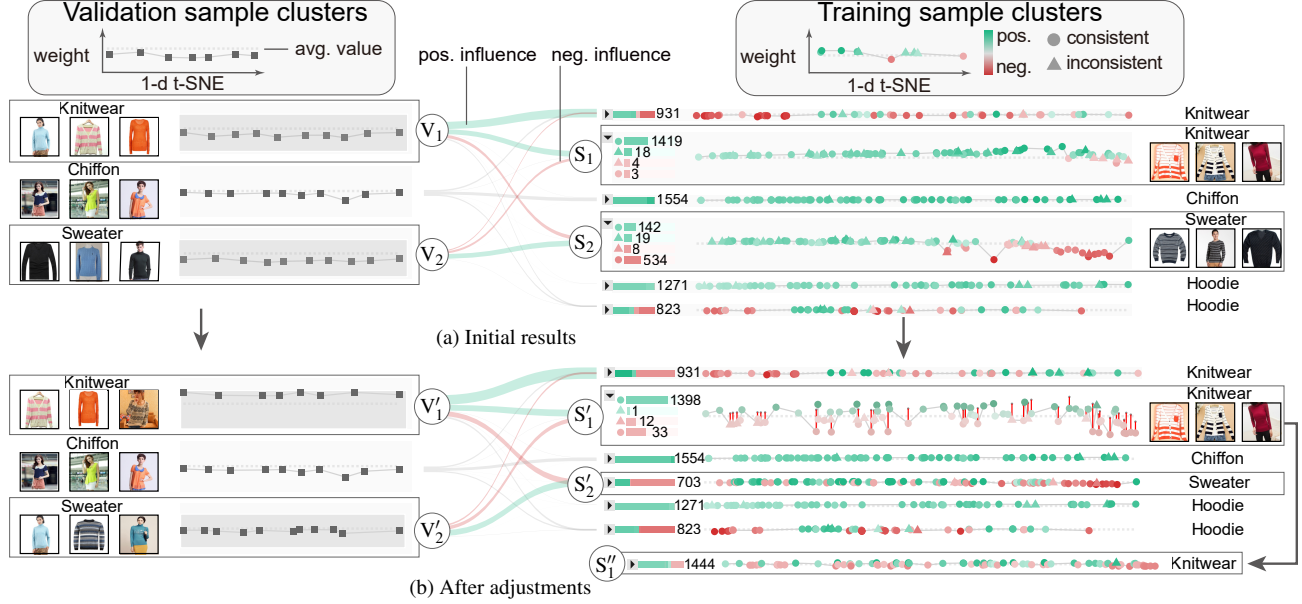 Validation sample clusters
weight
avg. value
1-d t-SNE
pos. influence
neg. influence
Training sample clusters
weight
1-d t-SNE
pos.
neg.
consistent
inconsistent
Knitwear
V1
Chiffon
Sweater
V2
931
Knitwear
S1
1419
18
4
3
Knitwear
1554
Chiffon
S2
142
19
8
534
Sweater
1271
Hoodie
823
Hoodie
(a) Initial results
Knitwear
V′1
Chiffon
Sweater
V′2
931
Knitwear
S′1
1398
1
12
33
Knitwear
1554
Chiffon
S′2
703
Sweater
1271
Hoodie
823
Hoodie
S″1
1444
Knitwear
(b) After adjustments